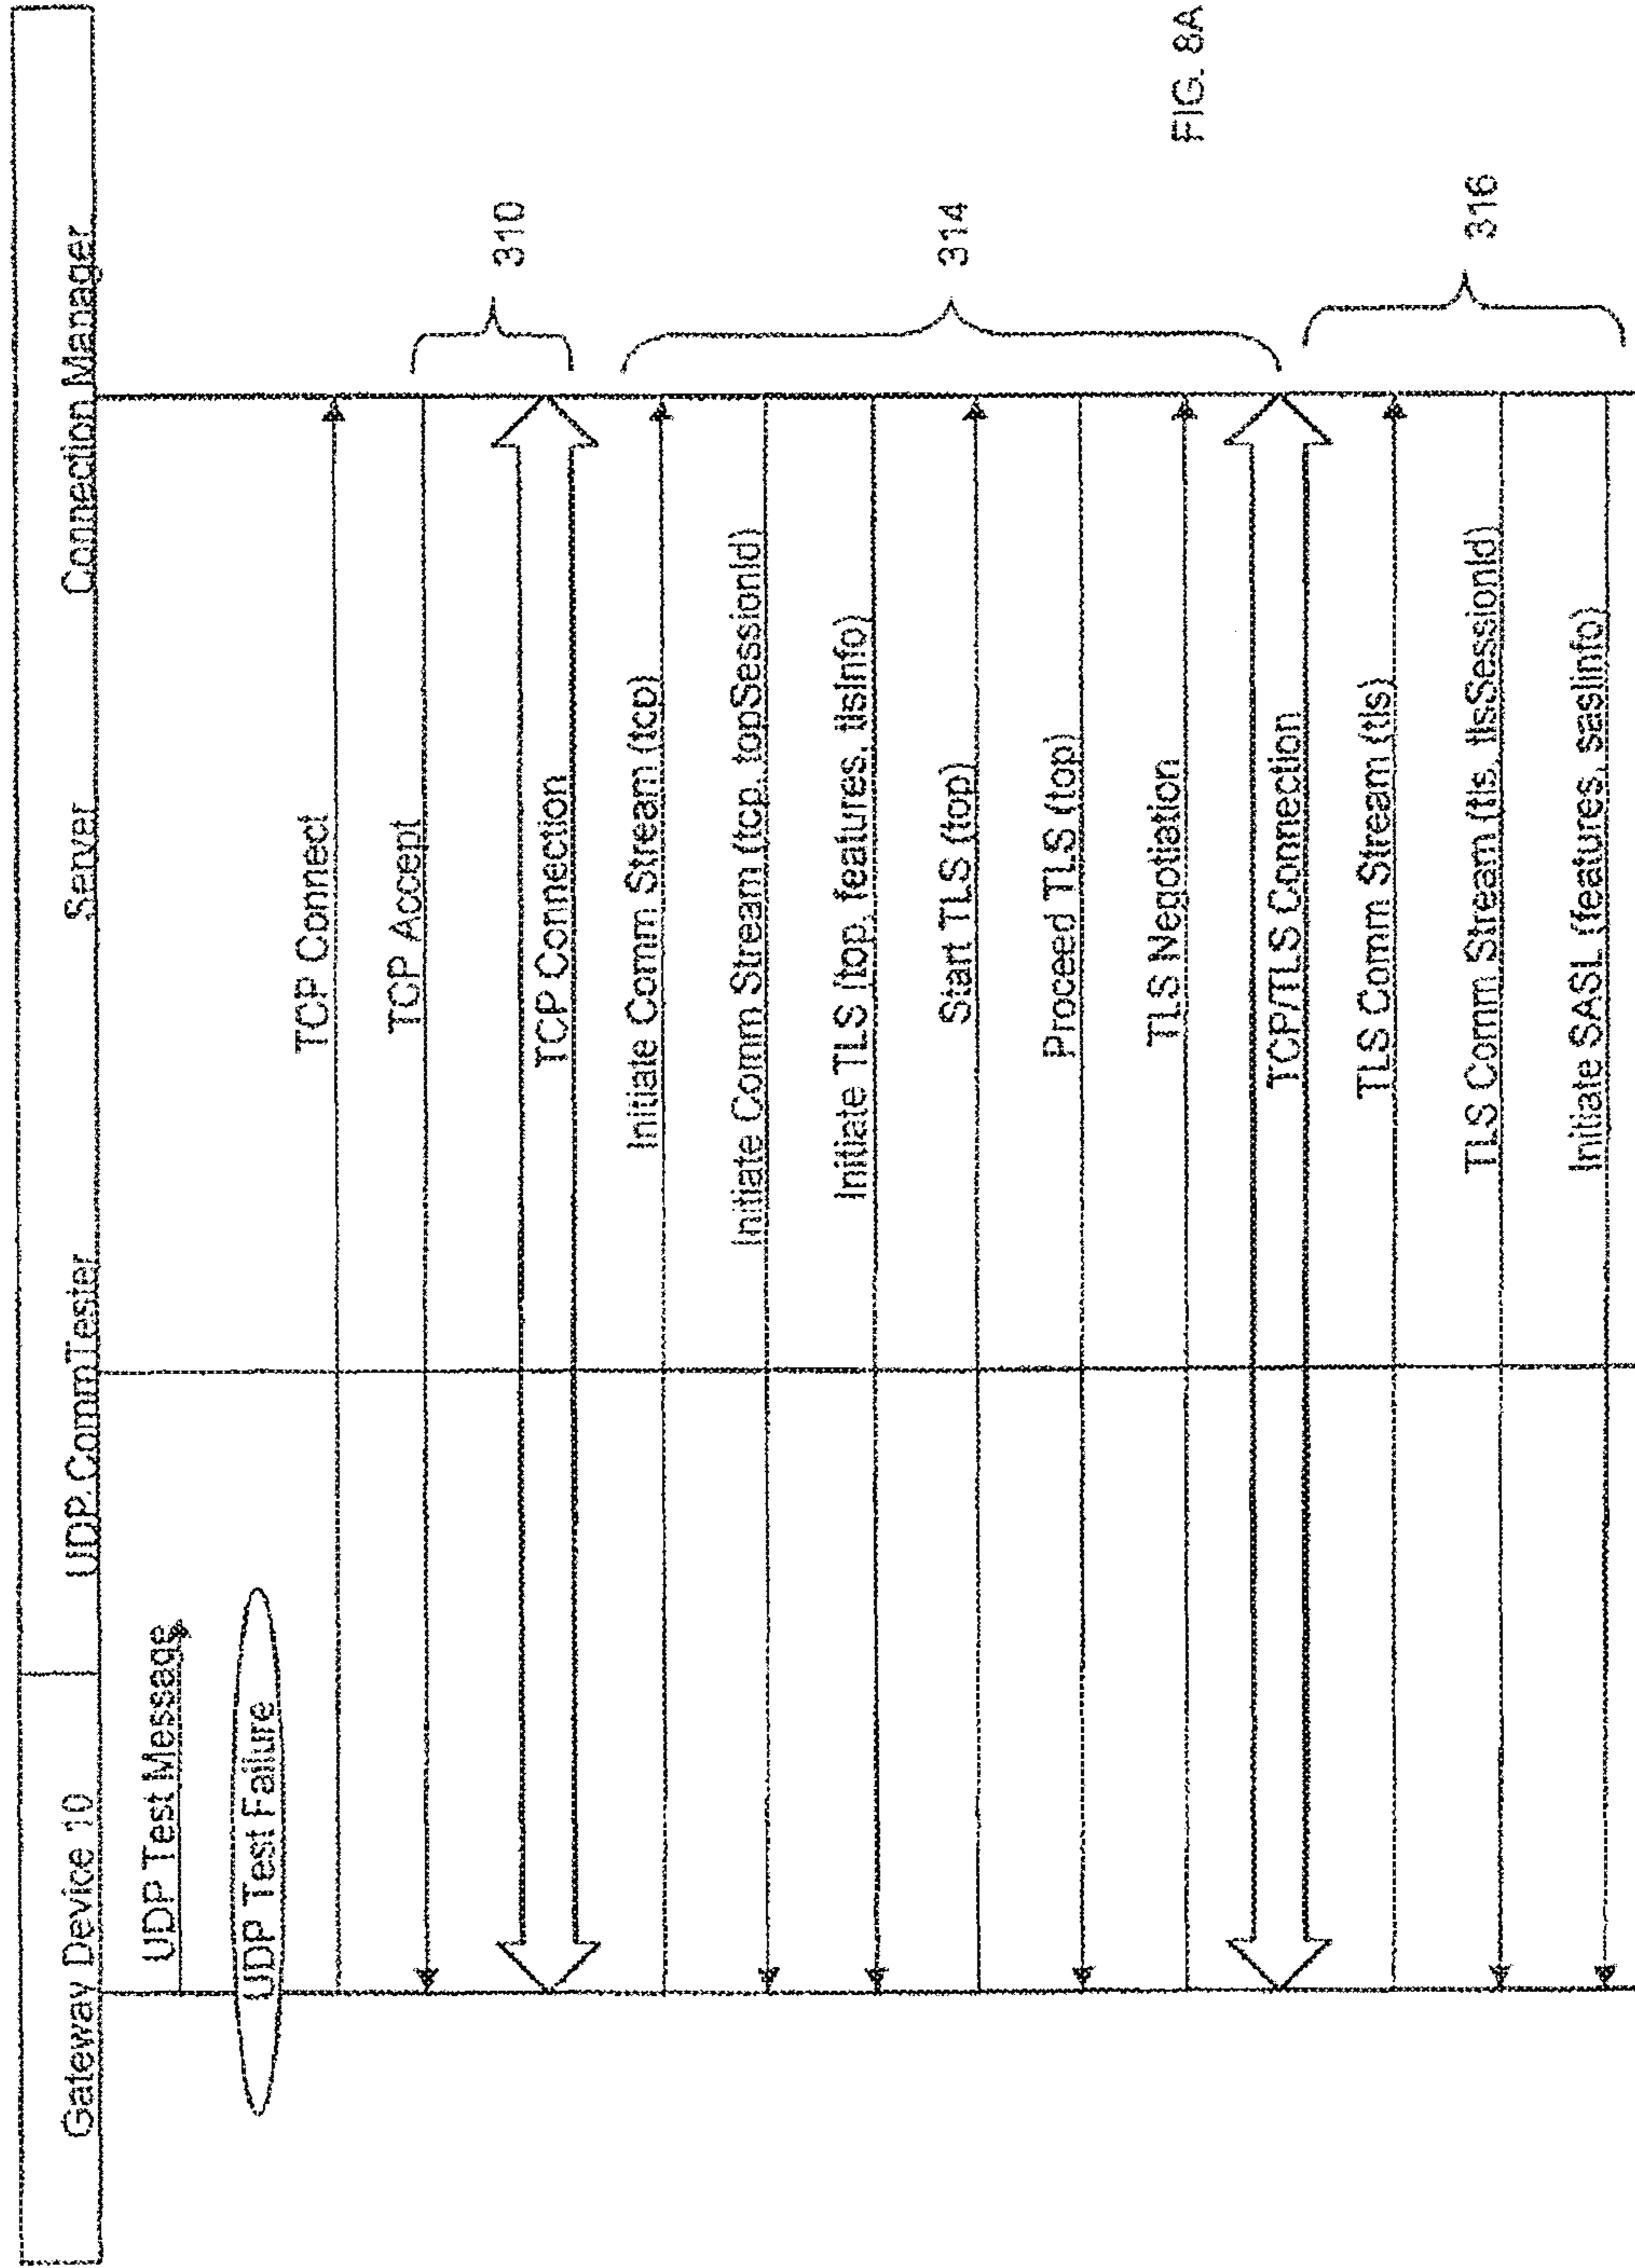 Gateway Device 10
UDP CommTester
Server
Connection Manager
UDP Test Message
UDP Test Failure
TCP Connect
TCP Accept
310
TCP Connection
Initiate Comm Stream (tcp)
Initiate Comm Stream (tcp, tcpSessionId)
Initiate TLS (tcp, features, tlsInfo)
314
Start TLS (tcp)
Proceed TLS (tcp)
TLS Negotiation
FIG. 8A
TCP/TLS Connection
TLS Comm Stream (tls)
TLS Comm Stream (tls, tlsSessionId)
316
Initiate SASL (features, saslInfo)